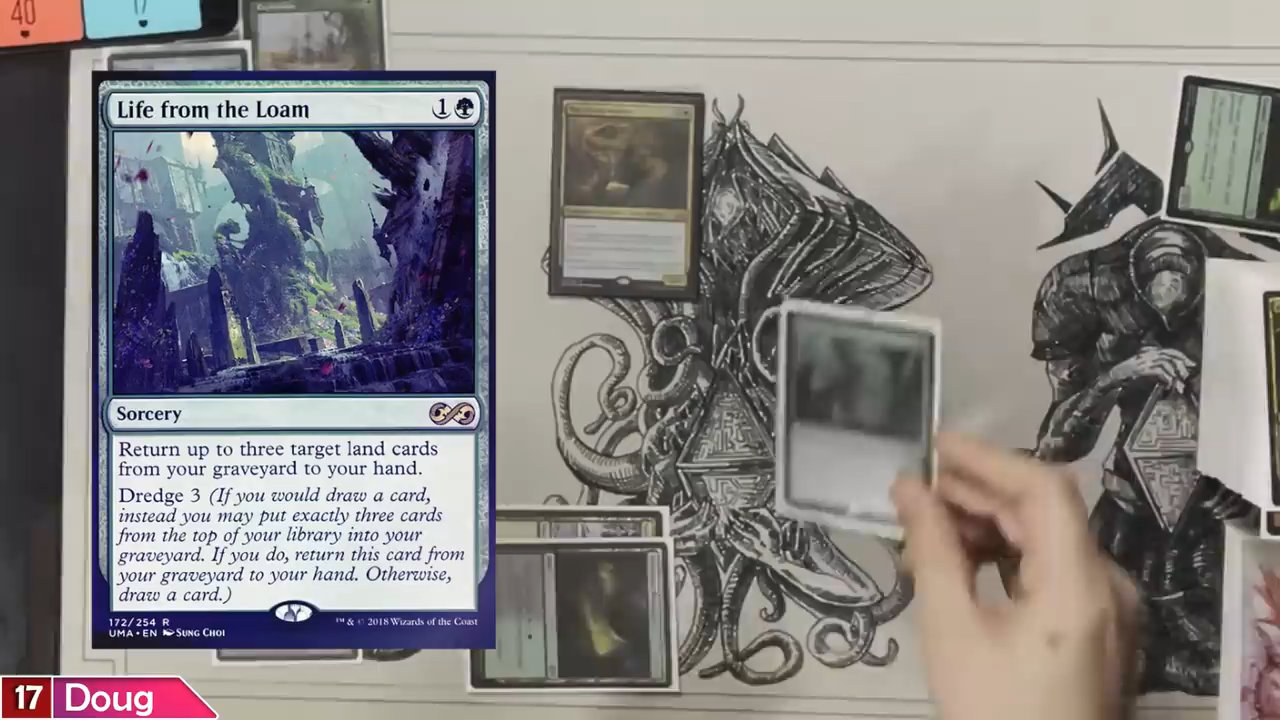 40
17
Life from the Loam 1
Sorcery
Return up to three target land cards
from your graveyard to your hand.
Dredge 3 (If you would draw a card,
instead you may put exactly three cards
from the top of your library into your
graveyard. If you do, return this card from
your graveyard to your hand. Otherwise,
draw a card.)
172/254 R
UMA • EN Sung Choi
™ & © 2018 Wizards of the Coast
17 Doug